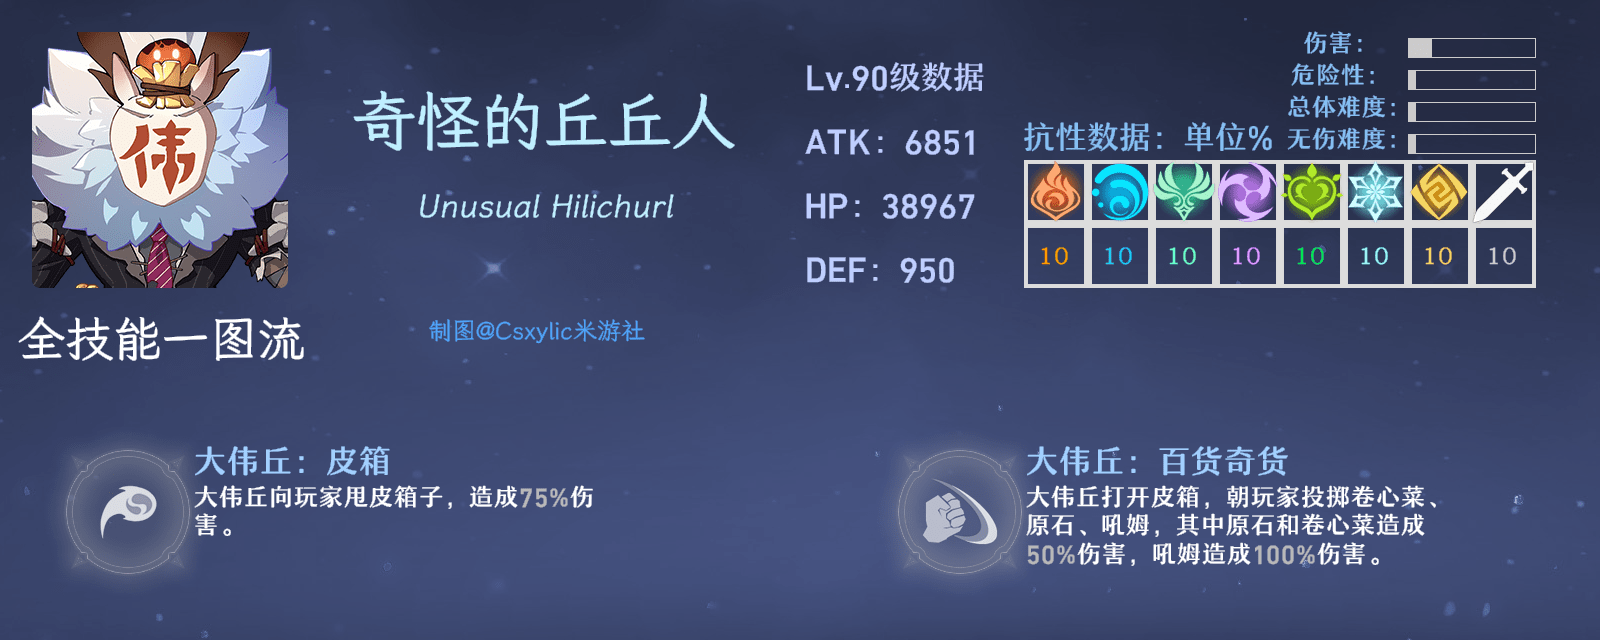 伟
奇怪的丘丘人
Unusual Hilichurl
全技能一图流
制图@Csxylic米游社
Lv.90级数据
ATK：6851
HP：38967
DEF：950
伤害：
危险性：
总体难度：
无伤难度：
抗性数据：单位%
10 10 10 10 10 10 10 10
大伟丘：皮箱
大伟丘向玩家甩皮箱子，造成75%伤
害。
大伟丘：百货奇货
大伟丘打开皮箱，朝玩家投掷卷心菜、
原石、吼姆，其中原石和卷心菜造成
50%伤害，吼姆造成100%伤害。